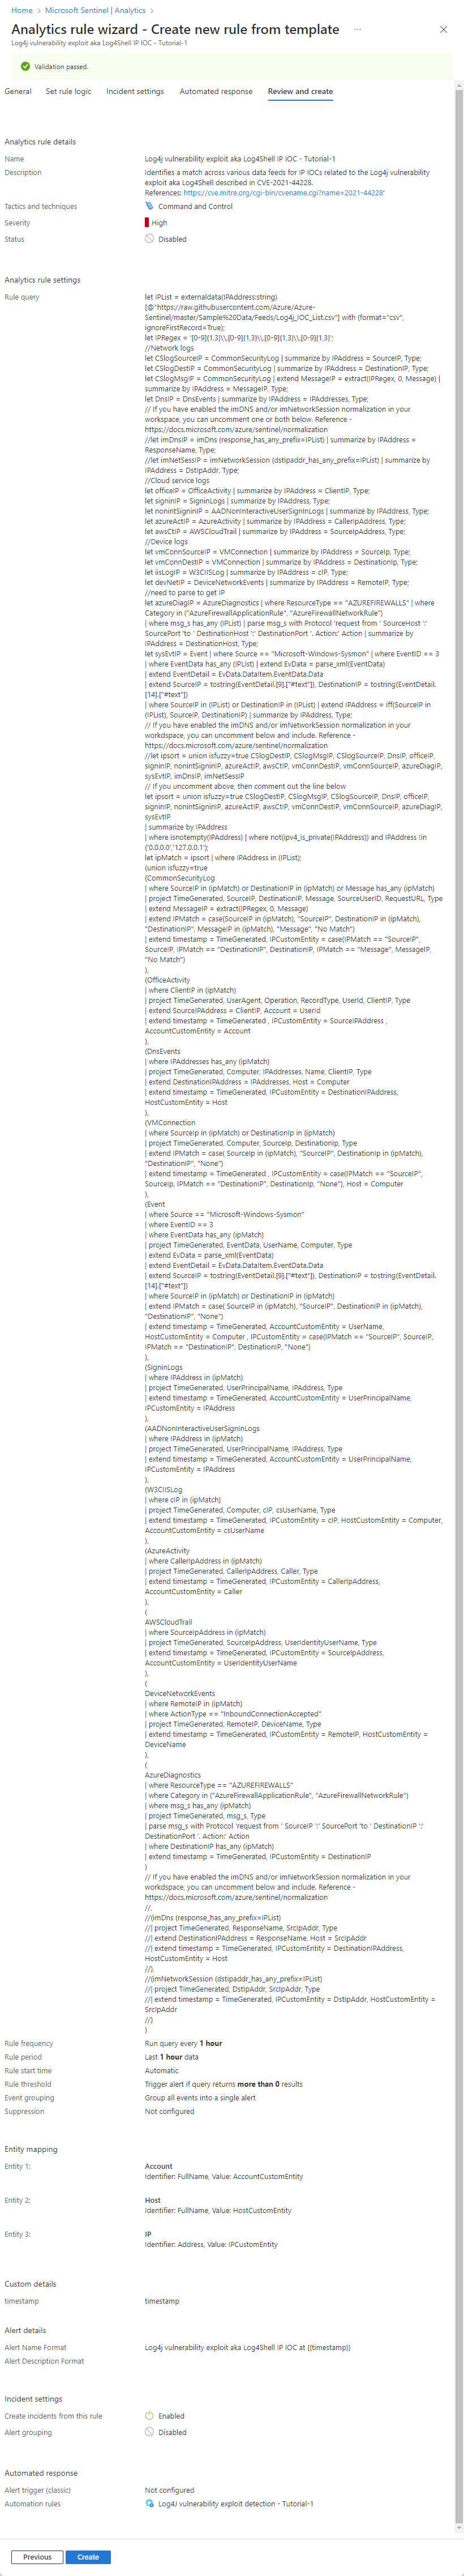 Home > Microsoft Sentinel | Analytics >
Analytics rule wizard - Create new rule from template ...
Log4j vulnerability exploit aka Log4Shell IP IOC - Tutorial-1
Validation passed.
General Set rule logic Incident settings Automated response Review and create
Analytics rule details
Name Log4j vulnerability exploit aka Log4Shell IP IOC - Tutorial-1
Description Identifies a match across various data feeds for IP IOCs related to the Log4j vulnerability
exploit aka Log4Shell described in CVE-2021-44228.
References: https://cve.mitre.org/cgi-bin/cvename.cgi?name=2021-44228'
Tactics and techniques Command and Control
Severity High
Status Disabled
Analytics rule settings
Rule query let IPList = externaldata(IPAddress:string)
[@"https://raw.githubusercontent.com/Azure/Azure-
Sentinel/master/Sample%20Data/Feeds/Log4j_IOC_List.csv"] with (format="csv",
ignoreFirstRecord=True);
let IPRegex = '[0-9]{1,3}\\.[0-9]{1,3}\\.[0-9]{1,3}\\.[0-9]{1,3}';
//Network logs
let CSlogSourceIP = CommonSecurityLog | summarize by IPAddress = SourceIP, Type;
let CSlogDestIP = CommonSecurityLog | summarize by IPAddress = DestinationIP, Type;
let CSlogMsgIP = CommonSecurityLog | extend MessageIP = extract(IPRegex, 0, Message) |
summarize by IPAddress = MessageIP, Type;
let DnsIP = DnsEvents | summarize by IPAddress = IPAddresses, Type;
// If you have enabled the imDNS and/or imNetworkSession normalization in your
workspace, you can uncomment one or both below. Reference -
https://docs.microsoft.com/azure/sentinel/normalization
//let imDnsIP = imDns (response_has_any_prefix=IPList) | summarize by IPAddress =
ResponseName, Type;
//let imNetSessIP = imNetworkSession (dstipaddr_has_any_prefix=IPList) | summarize by
IPAddress = DstIpAddr, Type;
//Cloud service logs
let officeIP = OfficeActivity | summarize by IPAddress = ClientIP, Type;
let signinIP = SigninLogs | summarize by IPAddress, Type;
let nonintSigninIP = AADNonInteractiveUserSignInLogs | summarize by IPAddress, Type;
let azureActIP = AzureActivity | summarize by IPAddress = CallerIpAddress, Type;
let awsCtIP = AWSCloudTrail | summarize by IPAddress = SourceIpAddress, Type;
//Device logs
let vmConnSourceIP = VMConnection | summarize by IPAddress = SourceIp, Type;
let vmConnDestIP = VMConnection | summarize by IPAddress = DestinationIp, Type;
let iisLogIP = W3CIISLog | summarize by IPAddress = cIP, Type;
let devNetIP = DeviceNetworkEvents | summarize by IPAddress = RemoteIP, Type;
//need to parse to get IP
let azureDiagIP = AzureDiagnostics | where ResourceType == "AZUREFIREWALLS" | where
Category in ("AzureFirewallApplicationRule", "AzureFirewallNetworkRule")
| where msg_s has_any (IPList) | parse msg_s with Protocol 'request from ' SourceHost ':'
SourcePort 'to ' DestinationHost ':' DestinationPort '. Action:' Action | summarize by
IPAddress = DestinationHost, Type;
let sysEvtIP = Event | where Source == "Microsoft-Windows-Sysmon" | where EventID == 3
| where EventData has_any (IPList) | extend EvData = parse_xml(EventData)
| extend EventDetail = EvData.DataItem.EventData.Data
| extend SourceIP = tostring(EventDetail.[9].["#text"]), DestinationIP = tostring(EventDetail.
[14].["#text"])
| where SourceIP in (IPList) or DestinationIP in (IPList) | extend IPAddress = iff(SourceIP in
(IPList), SourceIP, DestinationIP) | summarize by IPAddress, Type;
// If you have enabled the imDNS and/or imNetworkSession normalization in your
workdspace, you can uncomment below and include. Reference -
https://docs.microsoft.com/azure/sentinel/normalization
//let ipsort = union isfuzzy=true CSlogDestIP, CSlogMsgIP, CSlogSourceIP, DnsIP, officeIP,
signinIP, nonintSigninIP, azureActIP, awsCtIP, vmConnDestIP, vmConnSourceIP, azureDiagIP,
sysEvtIP, imDnsIP, imNetSessIP
// If you uncomment above, then comment out the line below
let ipsort = union isfuzzy=true CSlogDestIP, CSlogMsgIP, CSlogSourceIP, DnsIP, officeIP,
signinIP, nonintSigninIP, azureActIP, awsCtIP, vmConnDestIP, vmConnSourceIP, azureDiagIP,
sysEvtIP
| summarize by IPAddress
| where isnotempty(IPAddress) | where not(ipv4_is_private(IPAddress)) and IPAddress !in
('0.0.0.0','127.0.0.1');
let ipMatch = ipsort | where IPAddress in (IPList);
(union isfuzzy=true
(CommonSecurityLog
| where SourceIP in (ipMatch) or DestinationIP in (ipMatch) or Message has_any (ipMatch)
| project TimeGenerated, SourceIP, DestinationIP, Message, SourceUserID, RequestURL, Type
| extend MessageIP = extract(IPRegex, 0, Message)
| extend IPMatch = case(SourceIP in (ipMatch), "SourceIP", DestinationIP in (ipMatch),
"DestinationIP", MessageIP in (ipMatch), "Message", "No Match")
| extend timestamp = TimeGenerated, IPCustomEntity = case(IPMatch == "SourceIP",
SourceIP, IPMatch == "DestinationIP", DestinationIP, IPMatch == "Message", MessageIP,
"No Match")
),
(OfficeActivity
| where ClientIP in (ipMatch)
| project TimeGenerated, UserAgent, Operation, RecordType, UserId, ClientIP, Type
| extend SourceIPAddress = ClientIP, Account = UserId
| extend timestamp = TimeGenerated , IPCustomEntity = SourceIPAddress ,
AccountCustomEntity = Account
),
(DnsEvents
| where IPAddresses has_any (ipMatch)
| project TimeGenerated, Computer, IPAddresses, Name, ClientIP, Type
| extend DestinationIPAddress = IPAddresses, Host = Computer
| extend timestamp = TimeGenerated, IPCustomEntity = DestinationIPAddress,
HostCustomEntity = Host
),
(VMConnection
| where SourceIp in (ipMatch) or DestinationIp in (ipMatch)
| project TimeGenerated, Computer, SourceIp, DestinationIp, Type
| extend IPMatch = case( SourceIp in (ipMatch), "SourceIP", DestinationIp in (ipMatch),
"DestinationIP", "None")
| extend timestamp = TimeGenerated , IPCustomEntity = case(IPMatch == "SourceIP",
SourceIp, IPMatch == "DestinationIP", DestinationIp, "None"), Host = Computer
),
(Event
| where Source == "Microsoft-Windows-Sysmon"
| where EventID == 3
| where EventData has_any (ipMatch)
| project TimeGenerated, EventData, UserName, Computer, Type
| extend EvData = parse_xml(EventData)
| extend EventDetail = EvData.DataItem.EventData.Data
| extend SourceIP = tostring(EventDetail.[9].["#text"]), DestinationIP = tostring(EventDetail.
[14].["#text"])
| where SourceIP in (ipMatch) or DestinationIP in (ipMatch)
| extend IPMatch = case( SourceIP in (ipMatch), "SourceIP", DestinationIP in (ipMatch),
"DestinationIP", "None")
| extend timestamp = TimeGenerated, AccountCustomEntity = UserName,
HostCustomEntity = Computer , IPCustomEntity = case(IPMatch == "SourceIP", SourceIP,
IPMatch == "DestinationIP", DestinationIP, "None")
),
(SigninLogs
| where IPAddress in (ipMatch)
| project TimeGenerated, UserPrincipalName, IPAddress, Type
| extend timestamp = TimeGenerated, AccountCustomEntity = UserPrincipalName,
IPCustomEntity = IPAddress
),
(AADNonInteractiveUserSignInLogs
| where IPAddress in (ipMatch)
| project TimeGenerated, UserPrincipalName, IPAddress, Type
| extend timestamp = TimeGenerated, AccountCustomEntity = UserPrincipalName,
IPCustomEntity = IPAddress
),
(W3CIISLog
| where cIP in (ipMatch)
| project TimeGenerated, Computer, cIP, csUserName, Type
| extend timestamp = TimeGenerated, IPCustomEntity = cIP, HostCustomEntity = Computer,
AccountCustomEntity = csUserName
),
(AzureActivity
| where CallerIpAddress in (ipMatch)
| project TimeGenerated, CallerIpAddress, Caller, Type
| extend timestamp = TimeGenerated, IPCustomEntity = CallerIpAddress,
AccountCustomEntity = Caller
),
(
AWSCloudTrail
| where SourceIpAddress in (ipMatch)
| project TimeGenerated, SourceIpAddress, UserIdentityUserName, Type
| extend timestamp = TimeGenerated, IPCustomEntity = SourceIpAddress,
AccountCustomEntity = UserIdentityUserName
),
(
DeviceNetworkEvents
| where RemoteIP in (ipMatch)
| where ActionType == "InboundConnectionAccepted"
| project TimeGenerated, RemoteIP, DeviceName, Type
| extend timestamp = TimeGenerated, IPCustomEntity = RemoteIP, HostCustomEntity =
DeviceName
),
(
AzureDiagnostics
| where ResourceType == "AZUREFIREWALLS"
| where Category in ("AzureFirewallApplicationRule", "AzureFirewallNetworkRule")
| where msg_s has_any (ipMatch)
| project TimeGenerated, msg_s, Type
| parse msg_s with Protocol 'request from ' SourceIP ':' SourcePort 'to ' DestinationIP ':'
DestinationPort '. Action:' Action
| where DestinationIP has_any (ipMatch)
| extend timestamp = TimeGenerated, IPCustomEntity = DestinationIP
)
// If you have enabled the imDNS and/or imNetworkSession normalization in your
workdspace, you can uncomment below and include. Reference -
https://docs.microsoft.com/azure/sentinel/normalization
//,
//(imDns (response_has_any_prefix=IPList)
//| project TimeGenerated, ResponseName, SrcIpAddr, Type
//| extend DestinationIPAddress = ResponseName, Host = SrcIpAddr
//| extend timestamp = TimeGenerated, IPCustomEntity = DestinationIPAddress,
HostCustomEntity = Host
//),
//(imNetworkSession (dstipaddr_has_any_prefix=IPList)
//| project TimeGenerated, DstIpAddr, SrcIpAddr, Type
//| extend timestamp = TimeGenerated, IPCustomEntity = DstIpAddr, HostCustomEntity =
SrcIpAddr
//)
)
Rule frequency Run query every 1 hour
Rule period Last 1 hour data
Rule start time Automatic
Rule threshold Trigger alert if query returns more than 0 results
Event grouping Group all events into a single alert
Suppression Not configured
Entity mapping
Entity 1: Account
Identifier: FullName, Value: AccountCustomEntity
Entity 2: Host
Identifier: FullName, Value: HostCustomEntity
Entity 3: IP
Identifier: Address, Value: IPCustomEntity
Custom details
timestamp timestamp
Alert details
Alert Name Format Log4j vulnerability exploit aka Log4Shell IP IOC at {{timestamp}}
Alert Description Format
Incident settings
Create incidents from this rule Enabled
Alert grouping Disabled
Automated response
Alert trigger (classic) Not configured
Automation rules Log4J vulnerability exploit detection - Tutorial-1
Previous Create